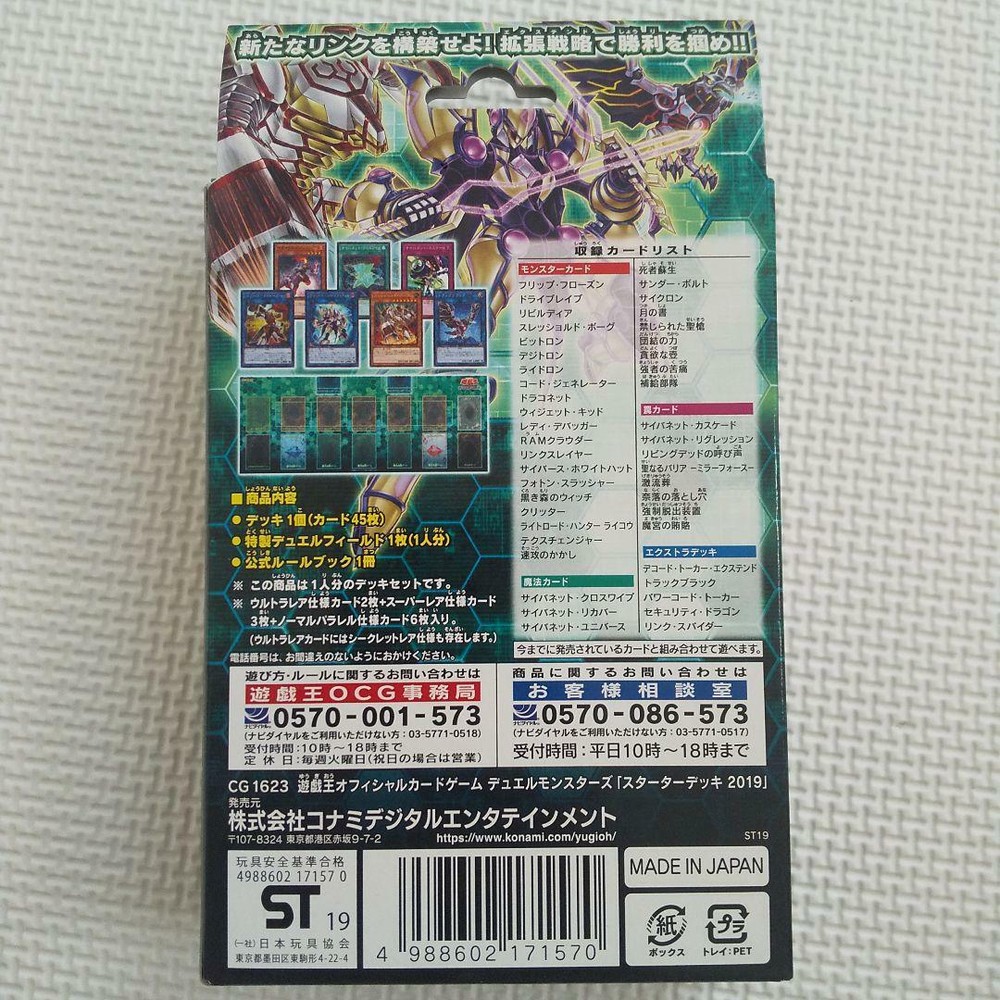 新たなリンクを構築せよ! 拡張戦略で勝利を掴め!!
収録カードリスト
モンスターカード
フリップ・フローズン
ドライブレイブ
リビルディア
スレッショルド・ボーグ
ビットロン
デジトロン
ライドロン
コード・ジェネレーター
ドラコネット
ウィジェット・キッド
レディ・デバッガー
RAMクラウダー
リンクスレイヤー
サイバース・ホワイトハット
フォトン・スラッシャー
黒き森のウィッチ
クリッター
ライトロード・ハンター ライコウ
テクスチェンジャー
速攻のかかし
魔法カード
サイバネット・クロスワイプ
サイバネット・リカバー
サイバネット・ユニバース
死者蘇生
サンダー・ボルト
サイクロン
月の書
禁じられた聖槍
団結の力
貪欲な壺
強者の苦痛
補給部隊
罠カード
サイバネット・カスケード
サイバネット・リグレッション
リビングデッドの呼び声
聖なるバリア -ミラーフォース-
激流葬
奈落の落とし穴
強制脱出装置
魔宮の賄賂
エクストラデッキ
デコード・トーカー・エクステンド
トラックブラック
パワーコード・トーカー
セキュリティ・ドラゴン
リンク・スパイダー
今までに発売されているカードと組み合わせて遊べます。
■商品内容
●デッキ1個(カード45枚)
●特製デュエルフィールド1枚(1人分)
●公式ルールブック1冊
※ この商品は1人分のデッキセットです。
※ ウルトラレア仕様カード2枚+スーパーレア仕様カード
3枚+ノーマルパラレル仕様カード6枚入り。
(ウルトラレアカードにはシークレットレア仕様も存在します。)
電話番号は、お間違えのないようにおかけください。
遊び方・ルールに関するお問い合わせは
遊戯王OCG事務局
ナビダイヤル 0570-001-573
(ナビダイヤルをご利用いただけない方:03-5771-0518)
受付時間:10時~18時まで
定休日:毎週火曜日(祝日の場合は営業)
商品に関するお問い合わせは
お客様相談室
ナビダイヤル 0570-086-573
(ナビダイヤルをご利用いただけない方:03-5771-0517)
受付時間:平日10時~18時まで
CG1623 遊戯王オフィシャルカードゲーム デュエルモンスターズ「スターターデッキ 2019」
発売元
株式会社コナミデジタルエンタテインメント
〒107-8324 東京都港区赤坂9-7-2
https://www.konami.com/yugioh/
ST19
玩具安全基準合格
4988602 17157 0
ST 19
(一社)日本玩具協会
東京都墨田区東駒形4-22-4
4 988602 171570
MADE IN JAPAN
紙
ボックス
プラ
トレイ:PET